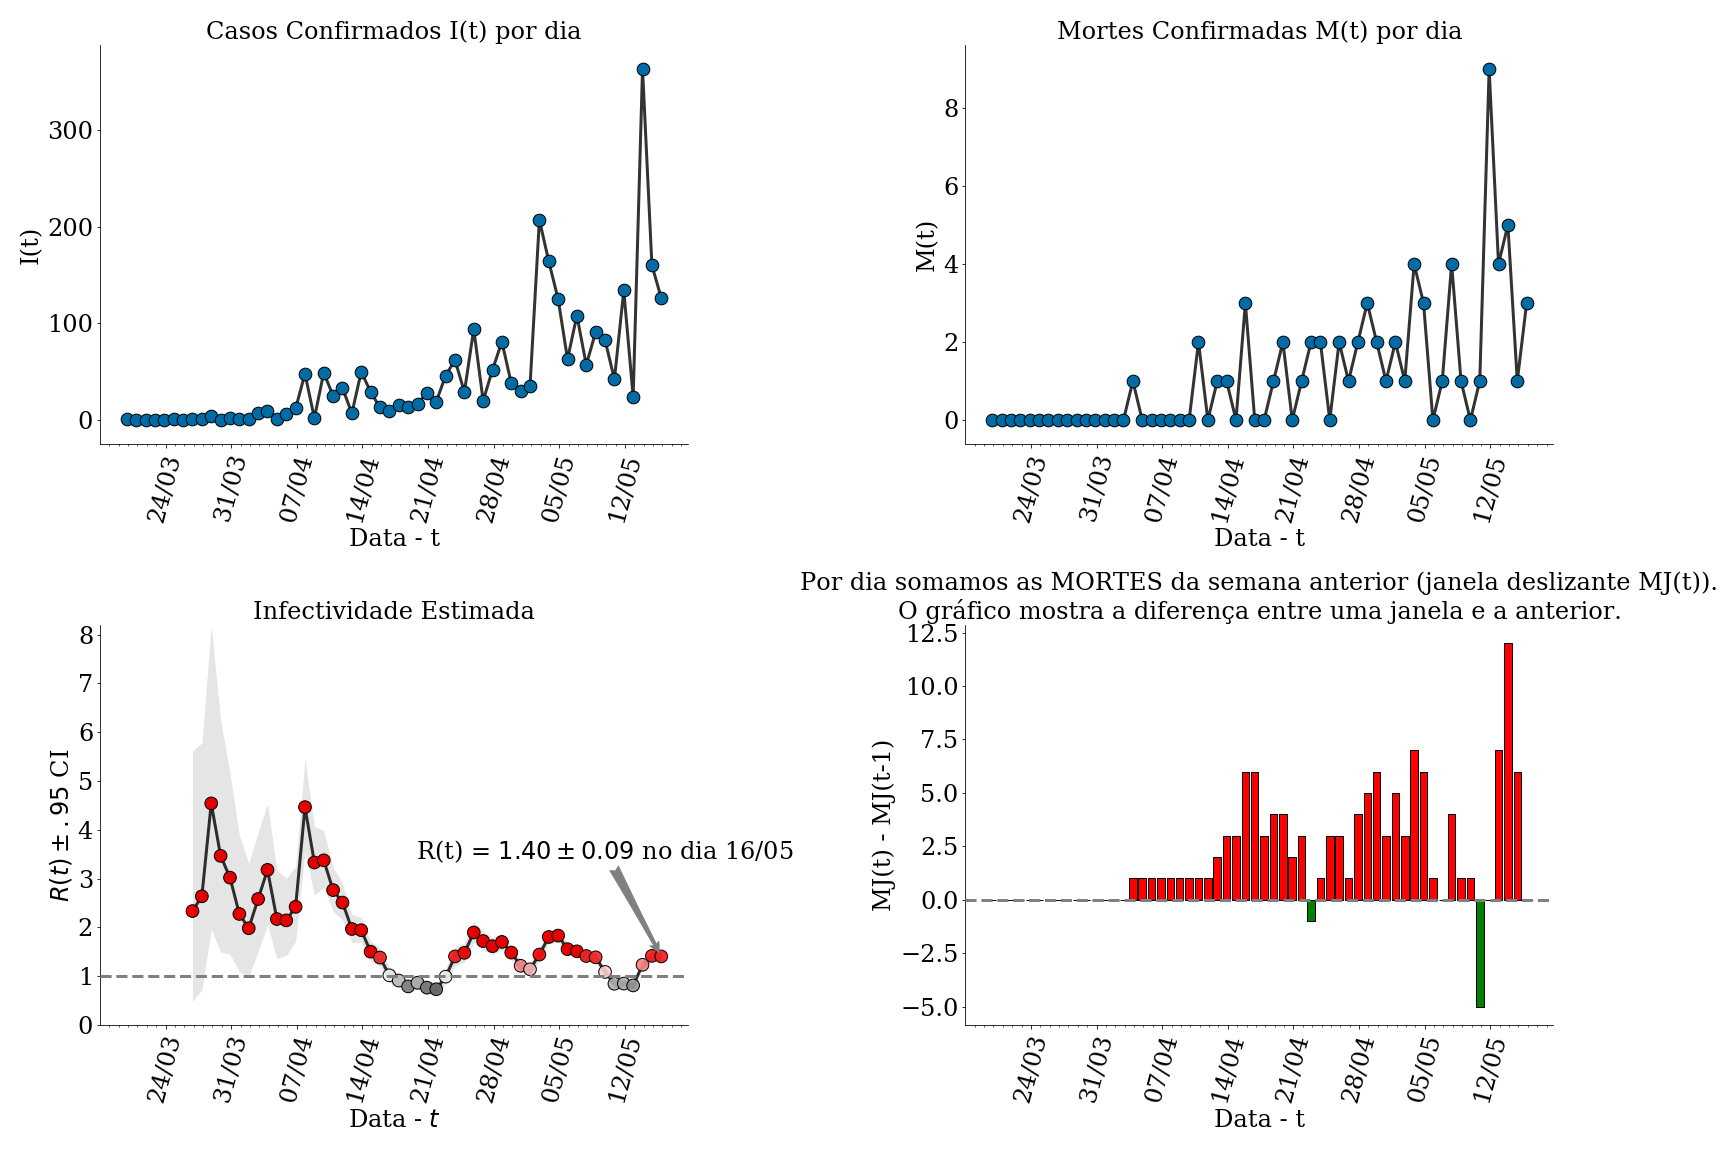 Casos Confirmados I(t) por dia
I(t)
300
200
100
0
24/03 31/03 07/04 14/04 21/04 28/04 05/05 12/05
Data - t
Mortes Confirmadas M(t) por dia
M(t)
8
6
4
2
0
24/03 31/03 07/04 14/04 21/04 28/04 05/05 12/05
Data - t
Infectividade Estimada
R(t) ± .95 CI
8
7
6
5
4
3
2
1
0
R(t) = 1.40 ± 0.09 no dia 16/05
24/03 31/03 07/04 14/04 21/04 28/04 05/05 12/05
Data - t
Por dia somamos as MORTES da semana anterior (janela deslizante MJ(t)).
O gráfico mostra a diferença entre uma janela e a anterior.
MJ(t) - MJ(t-1)
12.5
10.0
7.5
5.0
2.5
0.0
−2.5
−5.0
24/03 31/03 07/04 14/04 21/04 28/04 05/05 12/05
Data - t